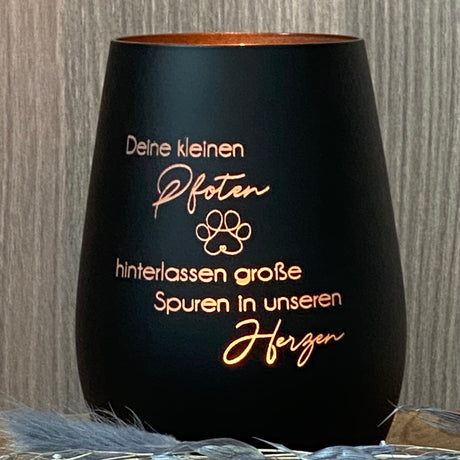 Deine kleinen
Pfoten
hinterlassen große
Spuren in unseren
Herzen